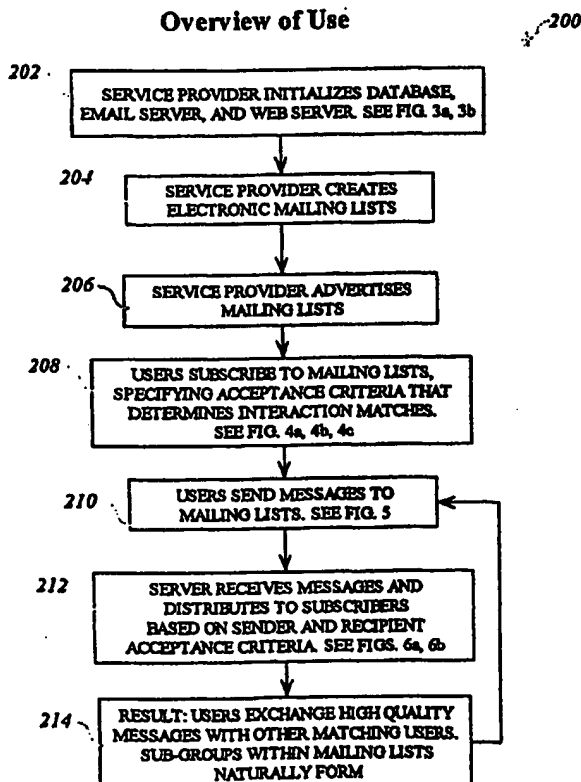 Overview of Use
200
202
SERVICE PROVIDER INITIALIZES DATABASE,
EMAIL SERVER, AND WEB SERVER. SEE FIG. 3a, 3b
204
SERVICE PROVIDER CREATES
ELECTRONIC MAILING LISTS
206
SERVICE PROVIDER ADVERTISES
MAILING LISTS
208
USERS SUBSCRIBE TO MAILING LISTS,
SPECIFYING ACCEPTANCE CRITERIA THAT
DETERMINES INTERACTION MATCHES.
SEE FIG. 4a, 4b, 4c
210
USERS SEND MESSAGES TO
MAILING LISTS. SEE FIG. 5
212
SERVER RECEIVES MESSAGES AND
DISTRIBUTES TO SUBSCRIBERS
BASED ON SENDER AND RECIPIENT
ACCEPTANCE CRITERIA. SEE FIGS. 6a, 6b
214
RESULT: USERS EXCHANGE HIGH QUALITY
MESSAGES WITH OTHER MATCHING USERS.
SUB-GROUPS WITHIN MAILING LISTS
NATURALLY FORM